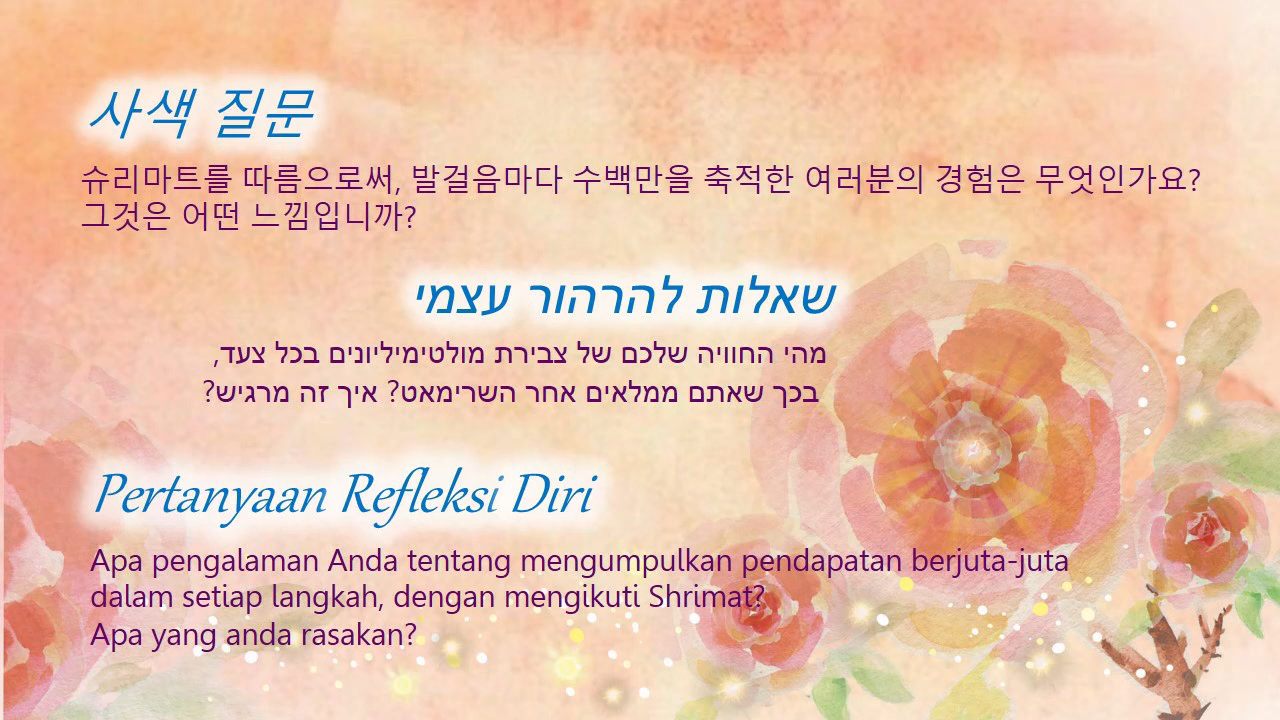 사색 질문
슈리마트를 따름으로써, 발걸음마다 수백만을 축적한 여러분의 경험은 무엇인가요?
그것은 어떤 느낌입니까?
שאלות להרהור עצמי
מהי החוויה שלכם של צבירת מולטימיליונים בכל צעד,
בכך שאתם ממלאים אחר השרימאט? איך זה מרגיש?
Pertanyaan Refleksi Diri
Apa pengalaman Anda tentang mengumpulkan pendapatan berjuta-juta
dalam setiap langkah, dengan mengikuti Shrimat?
Apa yang anda rasakan?